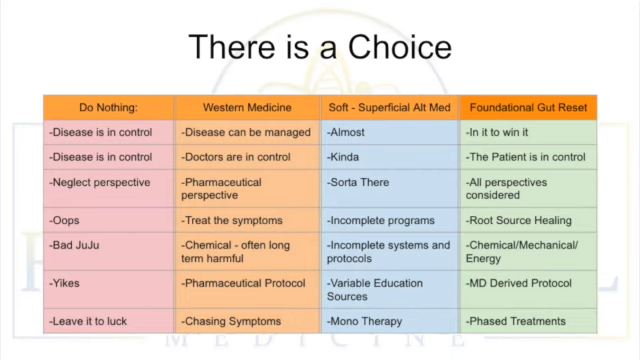 There is a Choice
Do Nothing: Western Medicine Soft - Superficial Alt Med Foundational Gut Reset
-Disease is in control -Disease can be managed -Almost -In it to win it
-Disease is in control -Doctors are in control -Kinda -The Patient is in control
-Neglect perspective -Pharmaceutical perspective -Sorta There -All perspectives considered
-Oops -Treat the symptoms -Incomplete programs -Root Source Healing
-Bad JuJu -Chemical - often long term harmful -Incomplete systems and protocols -Chemical/Mechanical/ Energy
-Yikes -Pharmaceutical Protocol -Variable Education Sources -MD Derived Protocol
-Leave it to luck -Chasing Symptoms -Mono Therapy -Phased Treatments
MEDICINE